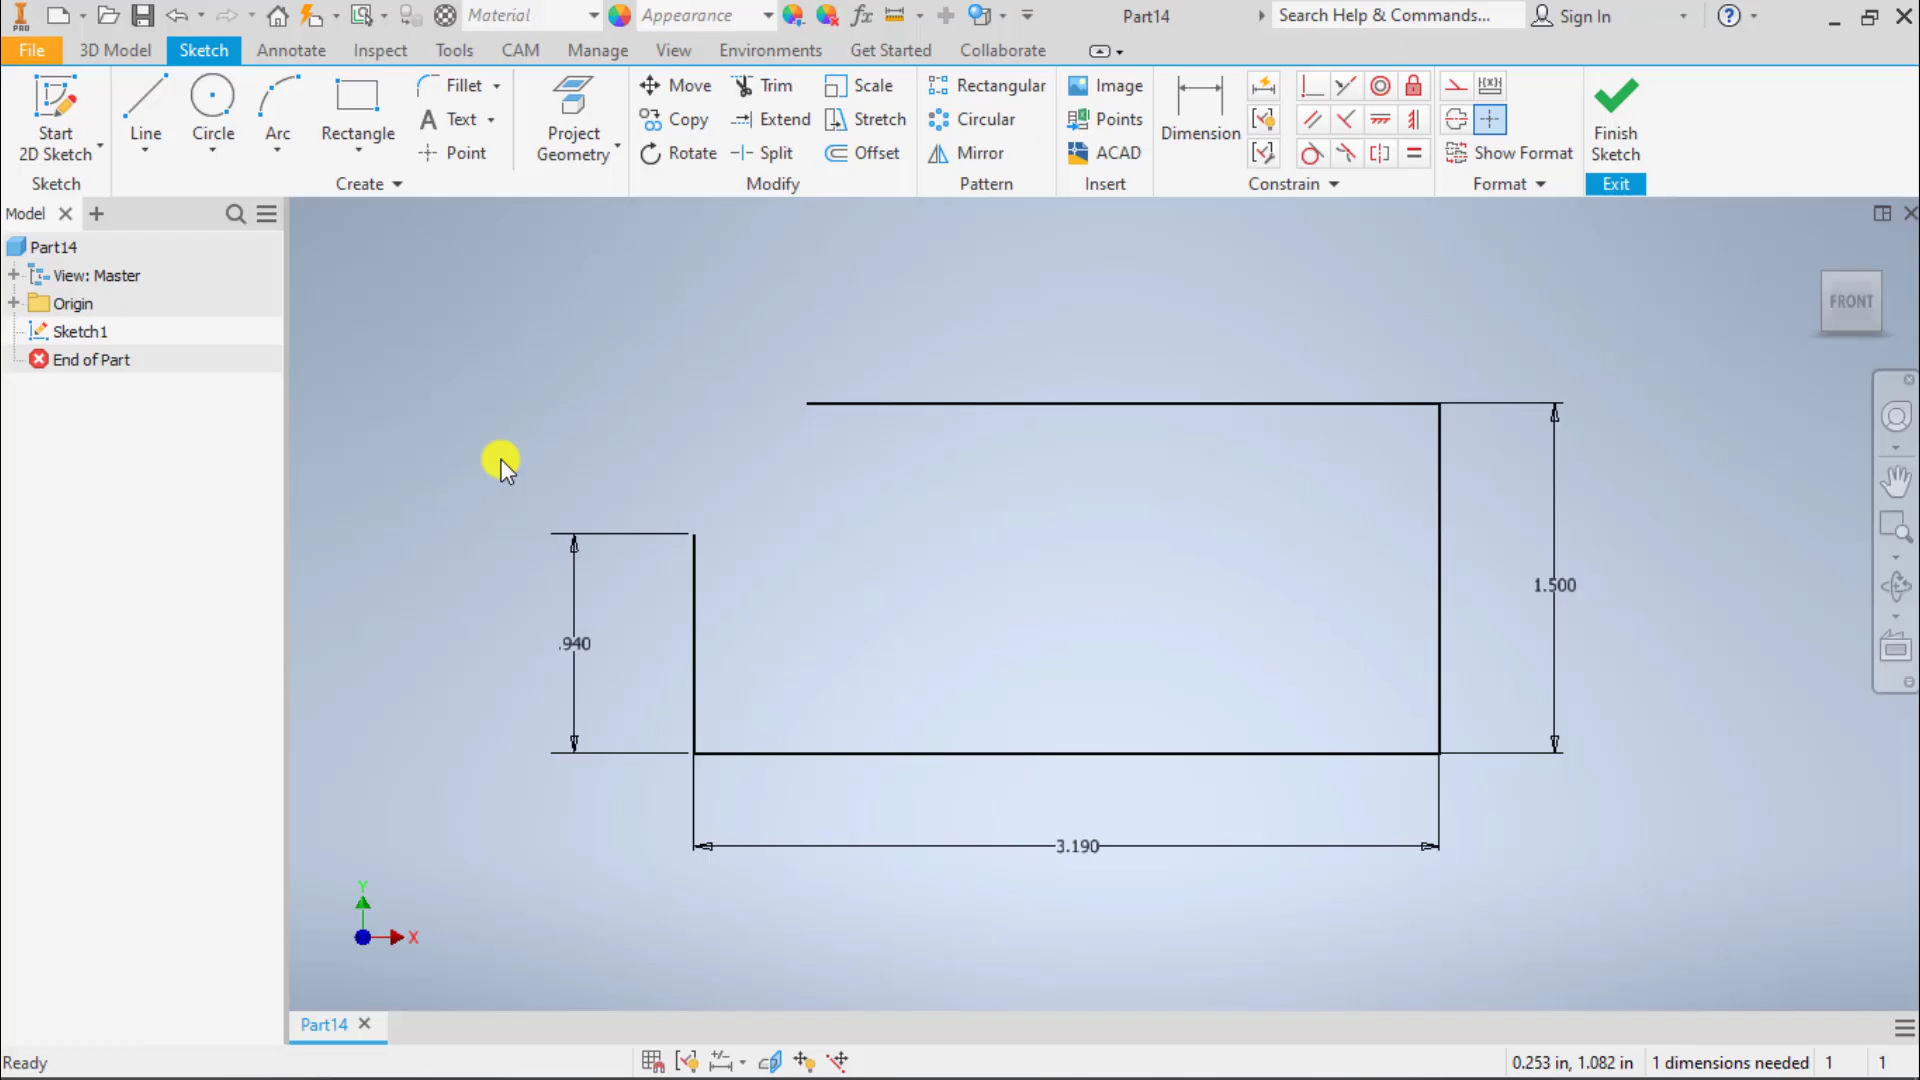 PRO
Material
Appearance
fx
Part14
Search Help & Commands...
Sign In
?
File
3D Model
Sketch
Annotate
Inspect
Tools
CAM
Manage
View
Environments
Get Started
Collaborate
Start
2D Sketch
Sketch
Line
Circle
Arc
Rectangle
Fillet
Text
Point
Create
Project
Geometry
Move
Copy
Rotate
Trim
Extend
Split
Scale
Stretch
Offset
Modify
Rectangular
Circular
Mirror
Pattern
Image
Points
ACAD
Insert
Dimension
Constrain
Show Format
Format
Finish
Sketch
Exit
Model
Part14
View: Master
Origin
Sketch1
End of Part
FRONT
.940
1.500
3.190
Y
X
Part14
Ready
0.253 in, 1.082 in
1 dimensions needed
1
1